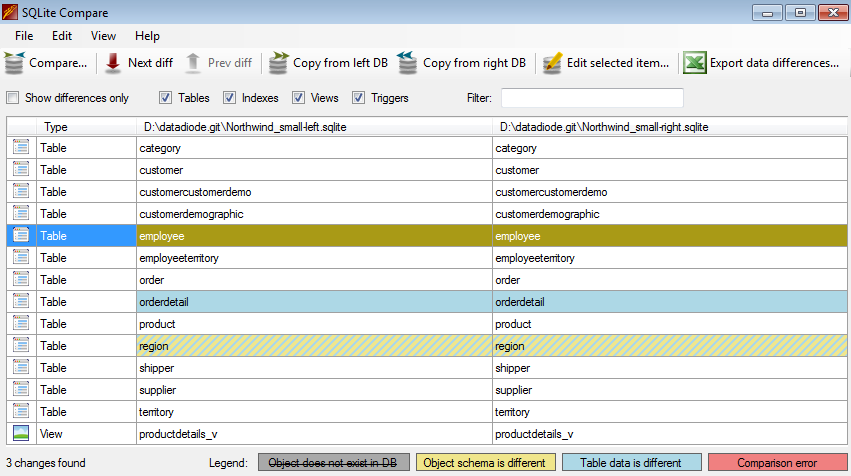 SQLite Compare
File Edit View Help
Compare... Next diff Prev diff Copy from left DB Copy from right DB Edit selected item... Export data differences...
Show differences only Tables Indexes Views Triggers Filter:
Type D:\datadiode.git\Northwind_small-left.sqlite D:\datadiode.git\Northwind_small-right.sqlite
Table category category
Table customer customer
Table customercustomerdemo customercustomerdemo
Table customerdemographic customerdemographic
Table employee employee
Table employeeterritory employeeterritory
Table order order
Table orderdetail orderdetail
Table product product
Table region region
Table shipper shipper
Table supplier supplier
Table territory territory
View productdetails_v productdetails_v
3 changes found Legend: Object does not exist in DB Object schema is different Table data is different Comparison error